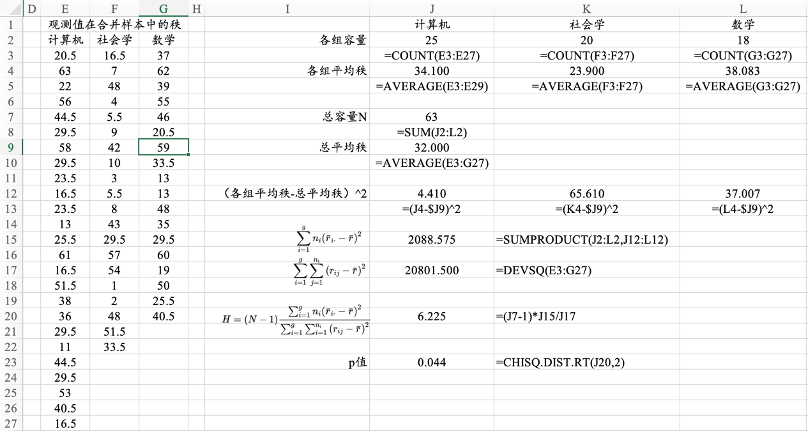 D E F G H I J K L
1 观测值在合并样本中的秩 计算机 社会学 数学
2 计算机 社会学 数学 各组容量 25 20 18
3 20.5 16.5 37 =COUNT(E3:E27) =COUNT(F3:F27) =COUNT(G3:G27)
4 63 7 62 各组平均秩 34.100 23.900 38.083
5 22 48 39 =AVERAGE(E3:E29) =AVERAGE(F3:F27) =AVERAGE(G3:G27)
6 56 4 55
7 44.5 5.5 46 总容量N 63
8 29.5 9 20.5 =SUM(J2:L2)
9 58 42 59 总平均秩 32.000
10 29.5 10 33.5 =AVERAGE(E3:G27)
11 23.5 3 13
12 16.5 5.5 13 (各组平均秩-总平均秩)^2 4.410 65.610 37.007
13 23.5 8 48 =(J4-$J9)^2 =(K4-$J9)^2 =(L4-$J9)^2
14 13 43 35
15 25.5 29.5 29.5 \sum_{i=1}^{g} n_i(\bar{r}_{i.} - \bar{r})^2 2088.575 =SUMPRODUCT(J2:L2,J12:L12)
16 61 57 60
17 16.5 54 19 \sum_{i=1}^{g} \sum_{j=1}^{n_i} (r_{ij} - \bar{r})^2 20801.500 =DEVSQ(E3:G27)
18 51.5 1 50
19 38 2 25.5
20 36 48 40.5 H = (N - 1) \frac{\sum_{i=1}^{g} n_i(\bar{r}_{i.} - \bar{r})^2}{\sum_{i=1}^{g} \sum_{i=1}^{n_i} (r_{ij} - \bar{r})^2} 6.225 =(J7-1)*J15/J17
21 29.5 51.5
22 11 33.5
23 44.5 p值 0.044 =CHISQ.DIST.RT(J20,2)
24 29.5
25 53
26 40.5
27 16.5